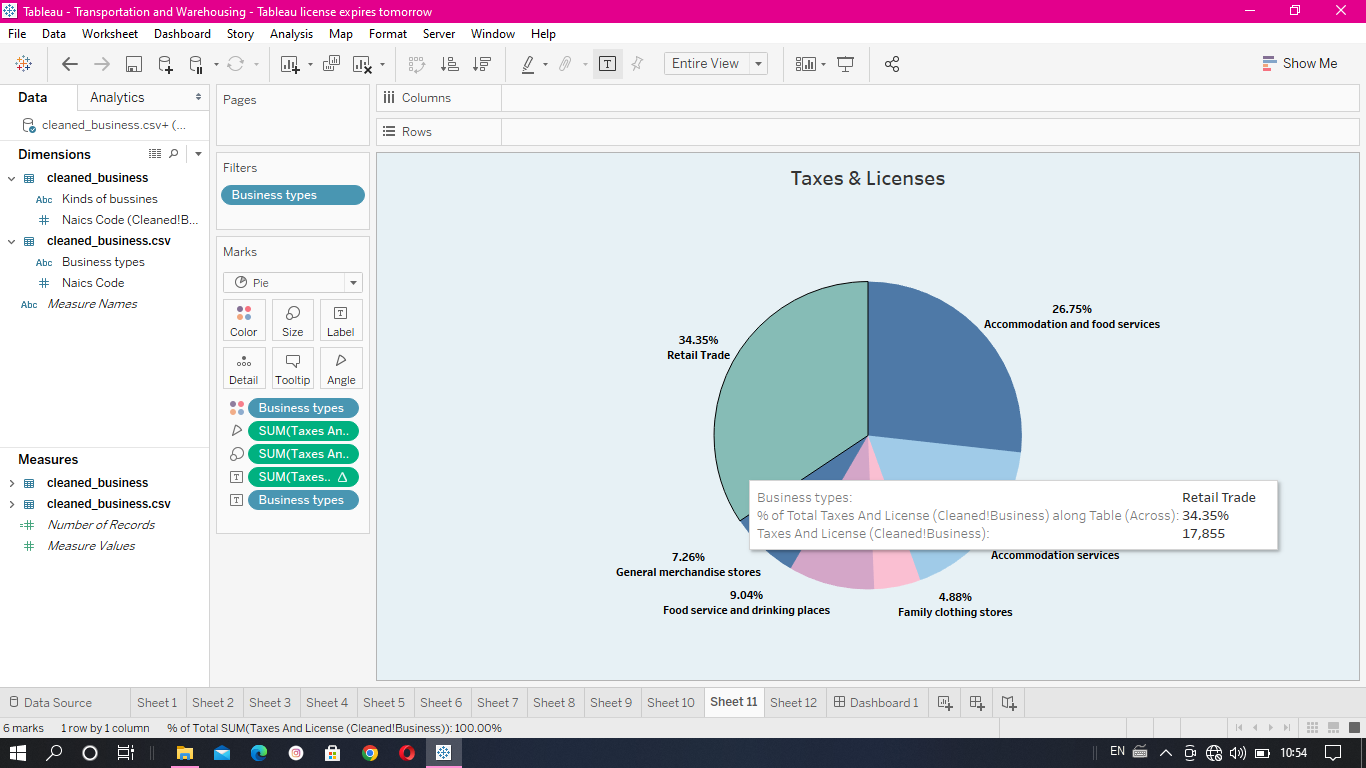 Tableau - Transportation and Warehousing - Tableau license expires tomorrow
File Data Worksheet Dashboard Story Analysis Map Format Server Window Help
Entire View
Show Me
Data Analytics
cleaned_business.csv+ (...
Dimensions
cleaned_business
Abc Kinds of bussines
Naics Code (Cleaned!B...
cleaned_business.csv
Abc Business types
Naics Code
Abc Measure Names
Measures
cleaned_business
cleaned_business.csv
Number of Records
Measure Values
Pages
Filters
Business types
Marks
Pie
Color Size Label
Detail Tooltip Angle
Business types
SUM(Taxes An..
SUM(Taxes An..
SUM(Taxes..
Business types
Columns
Rows
Taxes & Licenses
26.75%
Accommodation and food services
34.35%
Retail Trade
Business types: Retail Trade
% of Total Taxes And License (Cleaned!Business) along Table (Across): 34.35%
Taxes And License (Cleaned!Business): 17,855
Accommodation services
7.26%
General merchandise stores
9.04%
Food service and drinking places
4.88%
Family clothing stores
Data Source Sheet 1 Sheet 2 Sheet 3 Sheet 4 Sheet 5 Sheet 6 Sheet 7 Sheet 8 Sheet 9 Sheet 10 Sheet 11 Sheet 12 Dashboard 1
6 marks 1 row by 1 column % of Total SUM(Taxes And License (Cleaned!Business)): 100.00%
EN 10:54